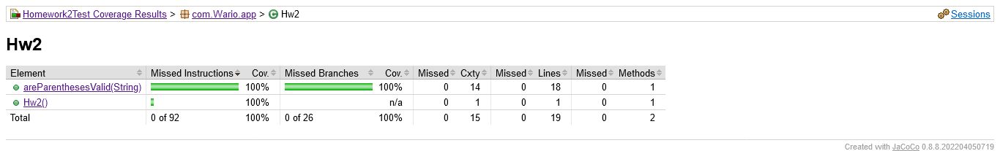 Homework2Test Coverage Results > com.Wario.app > Hw2 Sessions
Hw2
Element Missed Instructions Cov. Missed Branches Cov. Missed Cxty Missed Lines Missed Methods
areParenthesesValid(String) 100% 100% 0 14 0 18 0 1
Hw2() 100% n/a 0 1 0 1 0 1
Total 0 of 92 100% 0 of 26 100% 0 15 0 19 0 2
Created with JaCoCo 0.8.8.202204050719